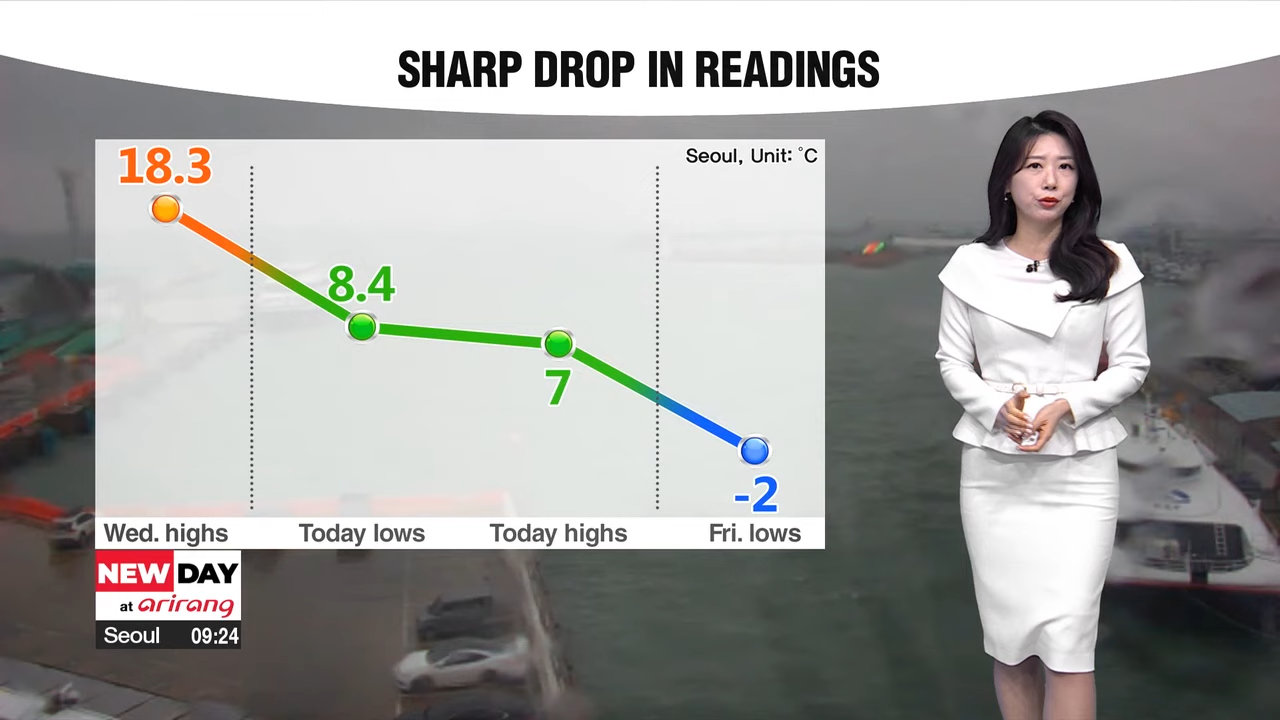 SHARP DROP IN READINGS
Seoul, Unit: °C
18.3
8.4
7
-2
Wed. highs Today lows Today highs Fri. lows
NEW DAY
at arirang
Seoul 09:24